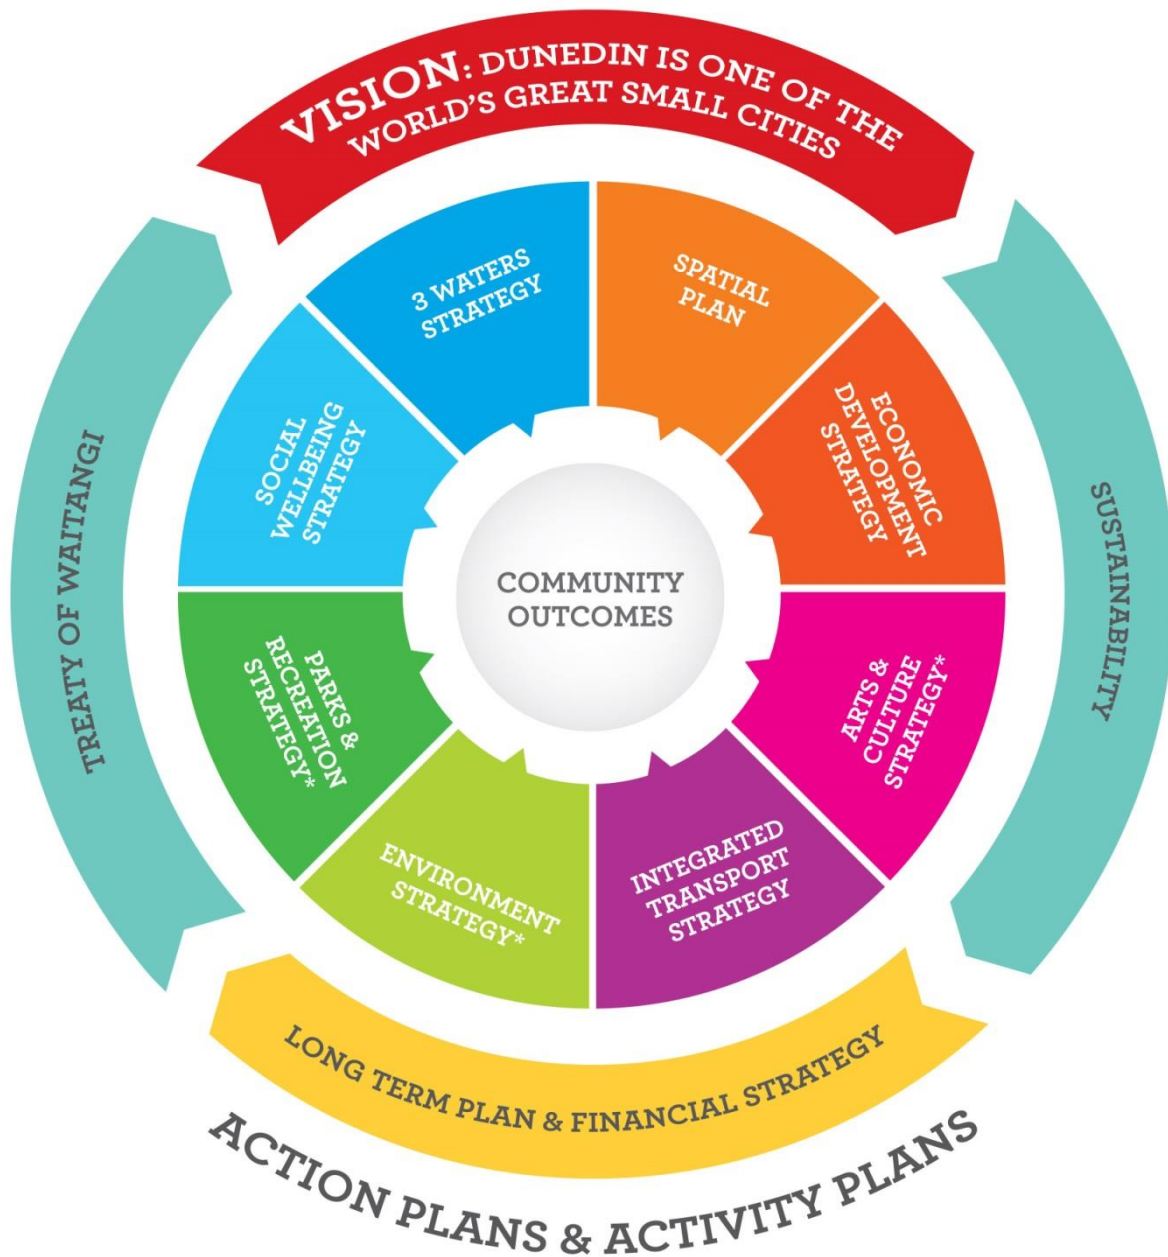 VISION: DUNEDIN IS ONE OF THE
WORLD'S GREAT SMALL CITIES
3 WATERS
STRATEGY
SPATIAL
PLAN
SOCIAL
WELLBEING
STRATEGY
ECONOMIC
DEVELOPMENT
STRATEGY
TREATY OF WAITANGI
COMMUNITY
OUTCOMES
SUSTAINABILITY
PARKS &
RECREATION
STRATEGY*
ARTS &
CULTURE
STRATEGY*
ENVIRONMENT
STRATEGY*
INTEGRATED
TRANSPORT
STRATEGY
LONG TERM PLAN & FINANCIAL STRATEGY
ACTION PLANS & ACTIVITY PLANS